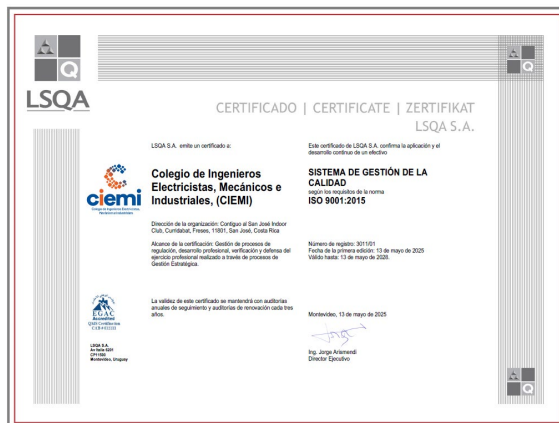 LSQA
CERTIFICADO | CERTIFICATE | ZERTIFIKAT
LSQA S.A.
LSQA S.A. emite un certificado a:
ciemi
Colegio de Ingenieros
Electricistas, Mecánicos e
Industriales, (CIEMI)
Dirección de la organización: Contiguo al San José Indoor
Club, Curridabat, Freses, 11801, San José, Costa Rica
Alcance de la certificación: Gestión de procesos de
regulación, desarrollo profesional, verificación y defensa del
ejercicio profesional realizado a través de procesos de
Gestión Estratégica.
Este certificado de LSQA S.A. confirma la aplicación y el
desarrollo continuo de un efectivo
SISTEMA DE GESTIÓN DE LA
CALIDAD
según los requisitos de la norma
ISO 9001:2015
Número de registro: 3011/01
Fecha de la primera edición: 13 de mayo de 2025
Válido hasta: 13 de mayo de 2028.
EGAC
Accredited
QMS Certification
LSQA S.A.
Av Italia 6201
Montevideo, Uruguay
La validez de este certificado se mantendrá con auditorías
anuales de seguimiento y auditorías de renovación cada tres
años.
Montevideo, 13 de mayo de 2025
Ing. Jorge Arismendi
Director Ejecutivo